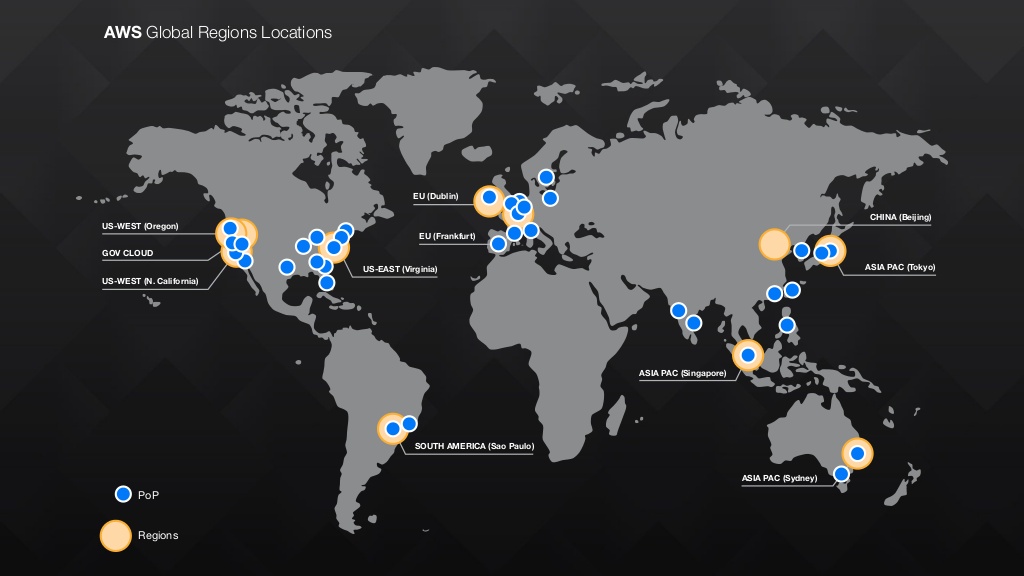 AWS Global Regions Locations
EU (Dublin)
CHINA (Beijing)
US-WEST (Oregon)
EU (Frankfurt)
GOV CLOUD
US-EAST (Virginia)
ASIA PAC (Tokyo)
US-WEST (N. California)
ASIA PAC (Singapore)
SOUTH AMERICA (Sao Paulo)
ASIA PAC (Sydney)
PoP
Regions